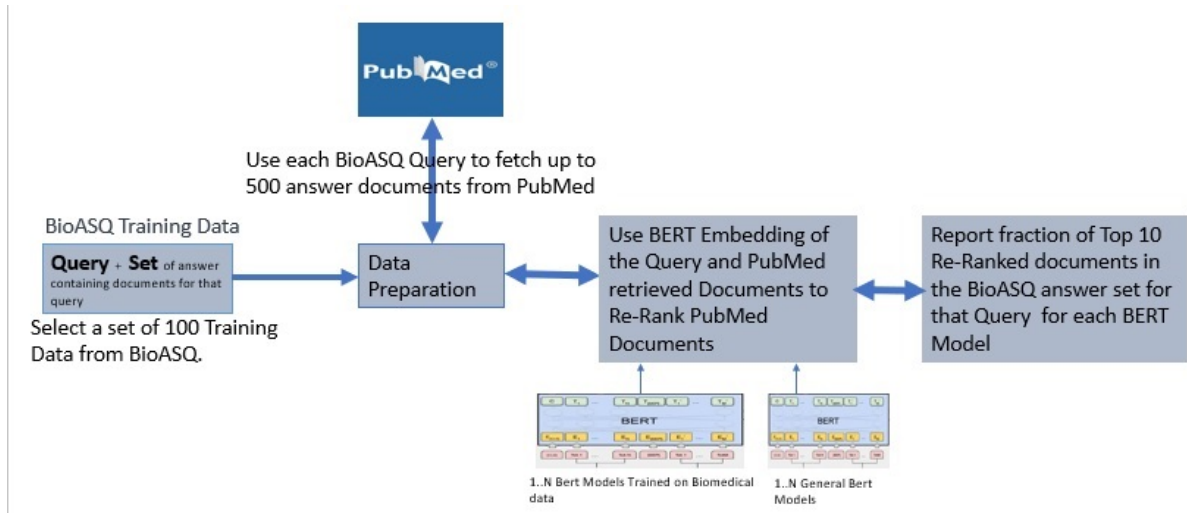 PubMed®
Use each BioASQ Query to fetch up to
500 answer documents from PubMed
BioASQ Training Data
Query + Set of answer
containing documents for that
query
Select a set of 100 Training
Data from BioASQ.
Data
Preparation
Use BERT Embedding of
the Query and PubMed
retrieved Documents to
Re-Rank PubMed
Documents
Report fraction of Top 10
Re-Ranked documents in
the BioASQ answer set for
that Query for each BERT
Model
BERT
BERT
1..N Bert Models Trained on Biomedical
data
1..N General Bert
Models